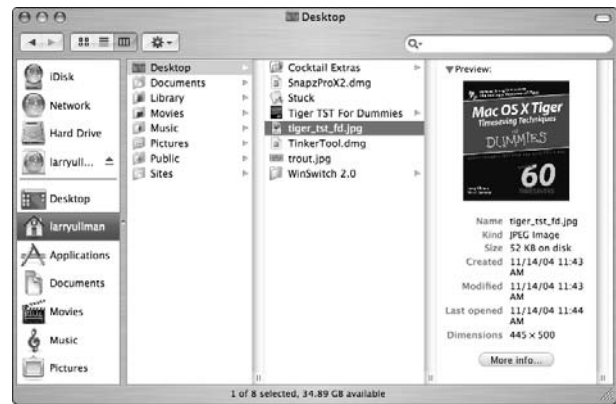 Desktop
iDisk
Network
Hard Drive
larryull...
Desktop
larryullman
Applications
Documents
Movies
Music
Pictures
Desktop
Documents
Library
Movies
Music
Pictures
Public
Sites
Cocktail Extras
SnapzProX2.dmg
Stuck
Tiger TST For Dummies
tiger_tst_fd.jpg
TinkerTool.dmg
trout.jpg
WinSwitch 2.0
Preview:
Mac OS X Tiger
Timesaving Techniques
FOR
DUMMIES
60
Name tiger_tst_fd.jpg
Kind JPEG Image
Size 52 KB on disk
Created 11/14/04 11:43
AM
Modified 11/14/04 11:43
AM
Last opened 11/14/04 11:44
AM
Dimensions 445 x 500
More info...
1 of 8 selected, 34.89 GB available